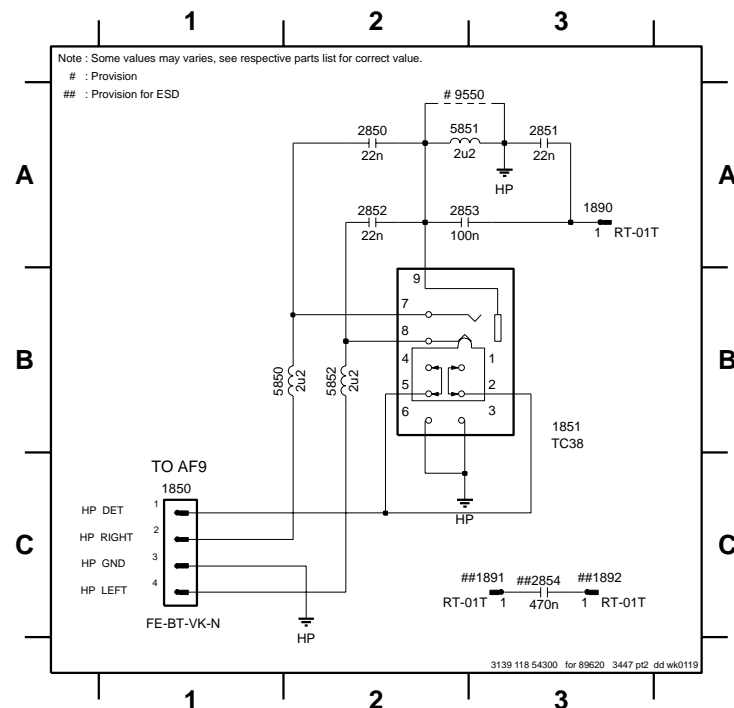 1 2 3
Note : Some values may varies, see respective parts list for correct value.
# : Provision
## : Provision for ESD
# 9550
2850 5851 2851
22n 2u2 22n
A A
HP
2852 2853 1890
22n 100n 1 RT-01T
9
7
8
4 1
B B
5850 2u2 5852 2u2
5 2
6 3
1851
TC38
TO AF9
1850
HP DET 1
HP
HP RIGHT 2
C C
HP GND 3
##1891 ##2854 ##1892
HP LEFT 4
RT-01T 1 470n 1 RT-01T
FE-BT-VK-N
HP
3139 118 54300 for 89620 3447 pt2 dd wk0119
1 2 3